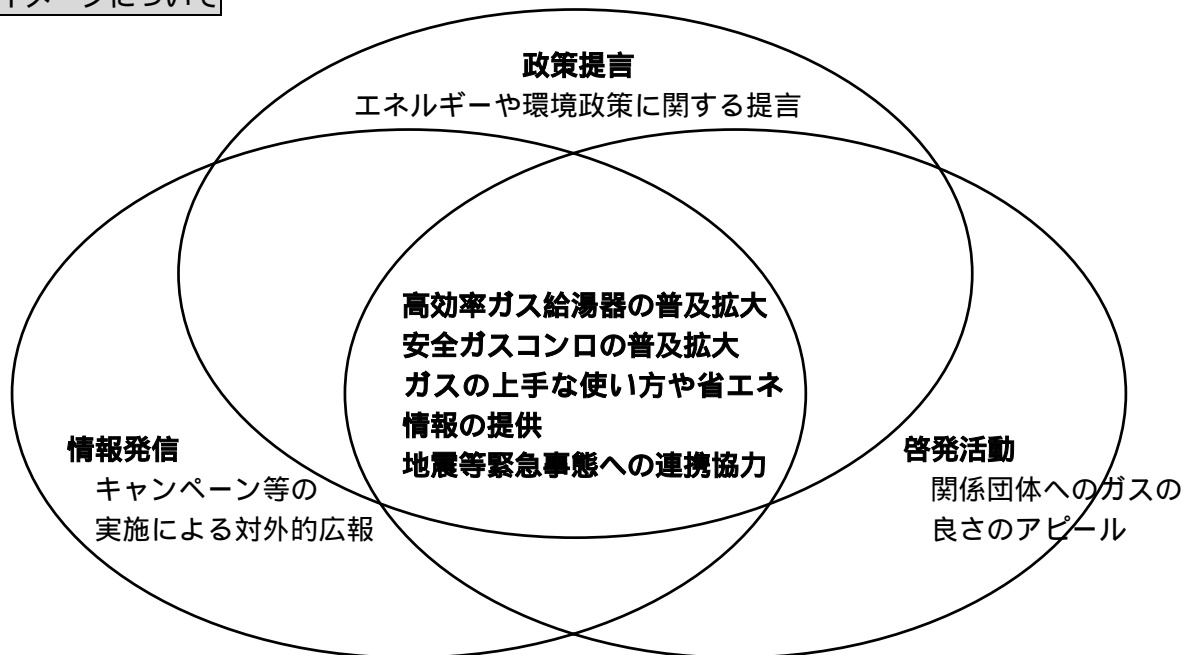 イメージについて
政策提言
エネルギーや環境政策に関する提言
高効率ガス給湯器の普及拡大
安全ガスコンロの普及拡大
ガスの上手な使い方や省エネ
情報の提供
地震等緊急事態への連携協力
情報発信
キャンペーン等の
実施による対外的広報
啓発活動
関係団体へのガスの
良さのアピール